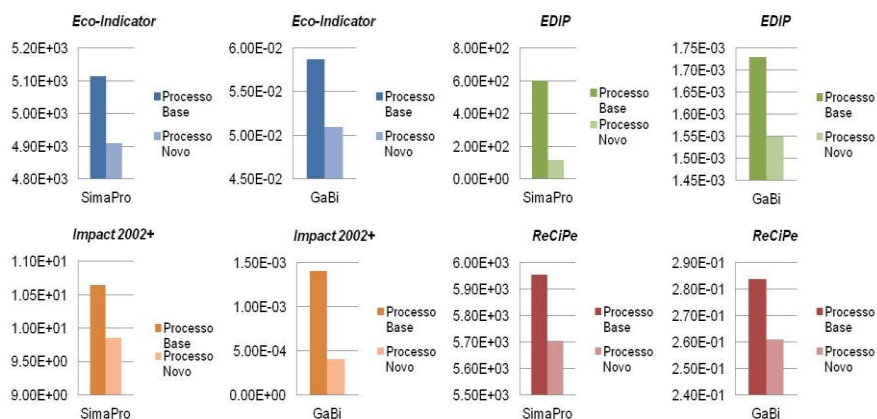 Eco-Indicator
5.20E+03
5.10E+03
5.00E+03
4.90E+03
4.80E+03
SimaPro
Processo
Base
Processo
Novo
Eco-Indicator
6.00E-02
5.50E-02
5.00E-02
4.50E-02
GaBi
Processo
Base
Processo
Novo
EDIP
8.00E+02
6.00E+02
4.00E+02
2.00E+02
0.00E+00
SimaPro
Processo
Base
Processo
Novo
EDIP
1.75E-03
1.70E-03
1.65E-03
1.60E-03
1.55E-03
1.50E-03
1.45E-03
GaBi
Processo
Base
Processo
Novo
Impact 2002+
1.10E+01
1.05E+01
1.00E+01
9.50E+00
9.00E+00
SimaPro
Processo
Base
Processo
Novo
Impact 2002+
1.50E-03
1.00E-03
5.00E-04
0.00E+00
GaBi
Processo
Base
Processo
Novo
ReCiPe
6.00E+03
5.90E+03
5.80E+03
5.70E+03
5.60E+03
5.50E+03
SimaPro
Processo
Base
Processo
Novo
ReCiPe
2.90E-01
2.80E-01
2.70E-01
2.60E-01
2.50E-01
2.40E-01
GaBi
Processo
Base
Processo
Novo